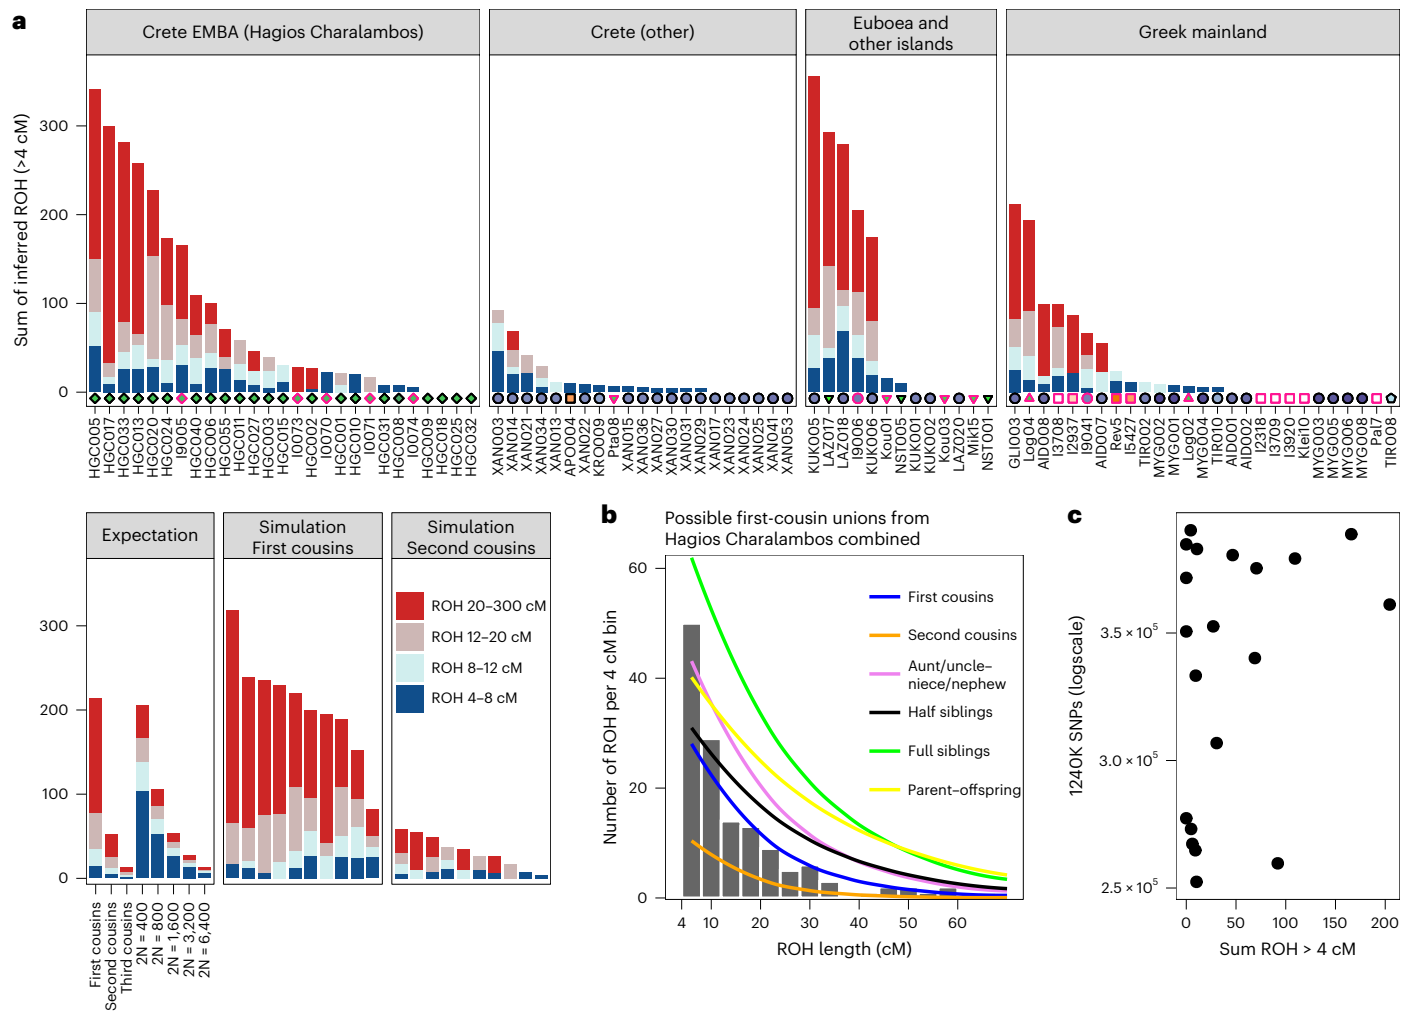 a
Crete EMBA (Hagios Charalambos)
Crete (other)
Euboea and
other islands
Greek mainland
Sum of inferred ROH (>4 cM)
300
200
100
0
HGC005
HGC017
HGC033
HGC013
HGC020
HGC024
I9005
HGC040
HGC006
HGC055
HGC011
HGC027
HGC003
HGC015
I0073
HGC002
I0070
HGC001
HGC010
I0071
HGC031
HGC023
I0074
HGC009
HGC018
HGC025
HGC032
XAN003
XAN014
XAN021
XAN034
XAN013
APO004
XAN022
KRO009
Pta08
XAN015
XAN036
XAN027
XAN030
XAN031
XAN029
XAN017
XAN023
XAN024
XAN025
XAN041
XAN053
KUK005
LAZ017
LAZ018
I9006
KUK006
Kou01
NST005
KUK001
KUK002
Kou03
LAZ020
Mik15
NST001
GLI003
Log04
AID008
I3708
I2937
I9041
AID007
Rev5
I5427
TIR002
MYG002
MYG001
Log02
MYG004
TIR010
AID001
AID002
I2318
I3709
I3920
Klei10
MYG003
MYG005
MYG006
MYG008
Pal7
TIR008
Expectation
Simulation
First cousins
Simulation
Second cousins
300
200
100
0
ROH 20–300 cM
ROH 12–20 cM
ROH 8–12 cM
ROH 4–8 cM
First cousins
Second cousins
Third cousins
2N = 400
2N = 800
2N = 1,600
2N = 3,200
2N = 6,400
b
Possible first-cousin unions from
Hagios Charalambos combined
Number of ROH per 4 cM bin
60
40
20
0
First cousins
Second cousins
Aunt/uncle–
niece/nephew
Half siblings
Full siblings
Parent–offspring
4 10 20 30 40 50 60
ROH length (cM)
c
1240K SNPs (logscale)
3.5 × 10⁵
3.0 × 10⁵
2.5 × 10⁵
0 50 100 150 200
Sum ROH > 4 cM